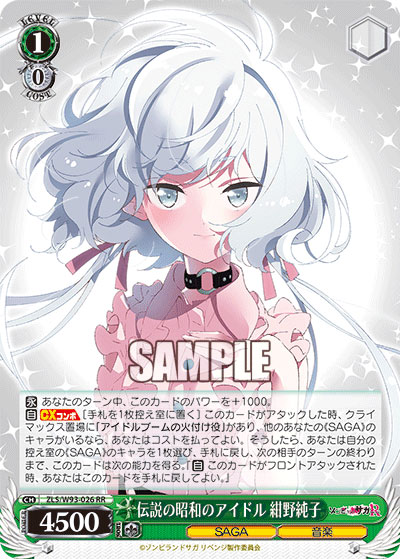 LEVEL
1
0
COST
SAMPLE
永 あなたのターン中、このカードのパワーを+1000。
自 CXコンボ [手札を1枚控え室に置く] このカードがアタックした時、クライ
マックス置場に「アイドルブームの火付け役」があり、他のあなたの《SAGA》の
キャラがいるなら、あなたはコストを払ってよい。そうしたら、あなたは自分の
控え室の《SAGA》のキャラを1枚選び、手札に戻し、次の相手のターンの終わり
まで、このカードは次の能力を得る。『自 このカードがフロントアタックされた
時、あなたはこのカードを手札に戻してよい。』
CH ZLS/W93-026 RR
4500
伝説の昭和のアイドル 紺野純子
SAGA
音楽
©ゾンビランドサガ リベンジ製作委員会